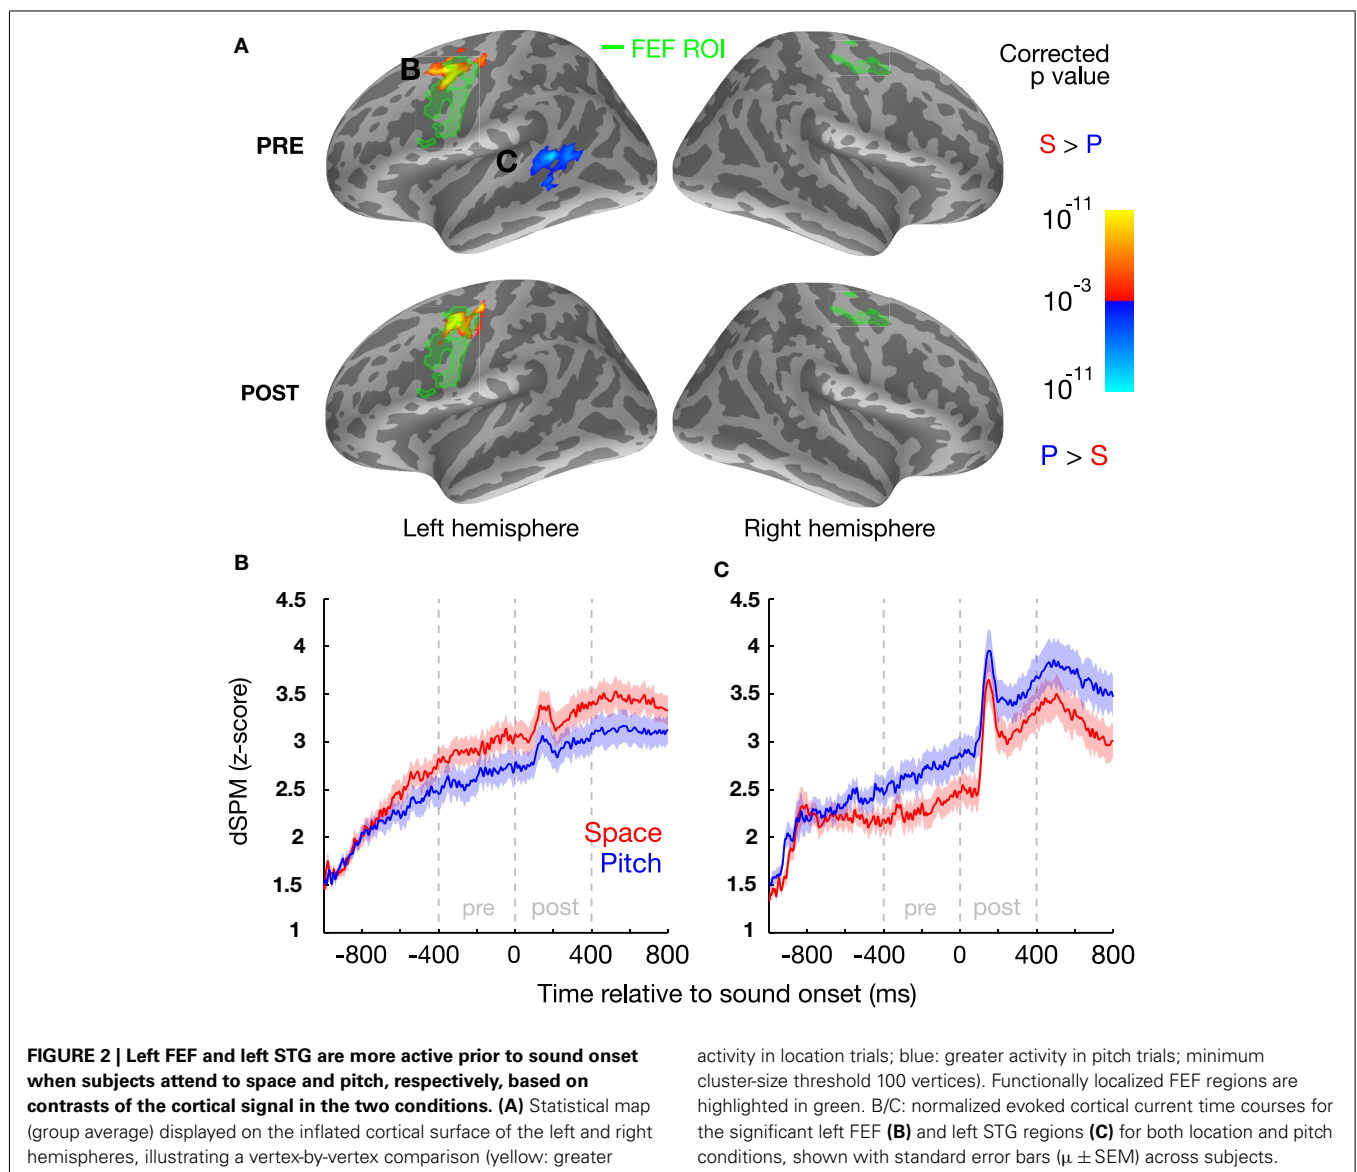 A
FEF ROI
Corrected
p value
B
PRE
C
S > P
10^-11
10^-3
10^-11
POST
P > S
Left hemisphere
Right hemisphere
B
C
4.5
4
3.5
3
2.5
2
1.5
1
dSPM (z-score)
Space
Pitch
pre
post
-800
-400
0
400
800
4.5
4
3.5
3
2.5
2
1.5
1
pre
post
-800
-400
0
400
800
Time relative to sound onset (ms)
FIGURE 2 | Left FEF and left STG are more active prior to sound onset
when subjects attend to space and pitch, respectively, based on
contrasts of the cortical signal in the two conditions. (A) Statistical map
(group average) displayed on the inflated cortical surface of the left and right
hemispheres, illustrating a vertex-by-vertex comparison (yellow: greater
activity in location trials; blue: greater activity in pitch trials; minimum
cluster-size threshold 100 vertices). Functionally localized FEF regions are
highlighted in green. B/C: normalized evoked cortical current time courses for
the significant left FEF (B) and left STG regions (C) for both location and pitch
conditions, shown with standard error bars (μ ± SEM) across subjects.